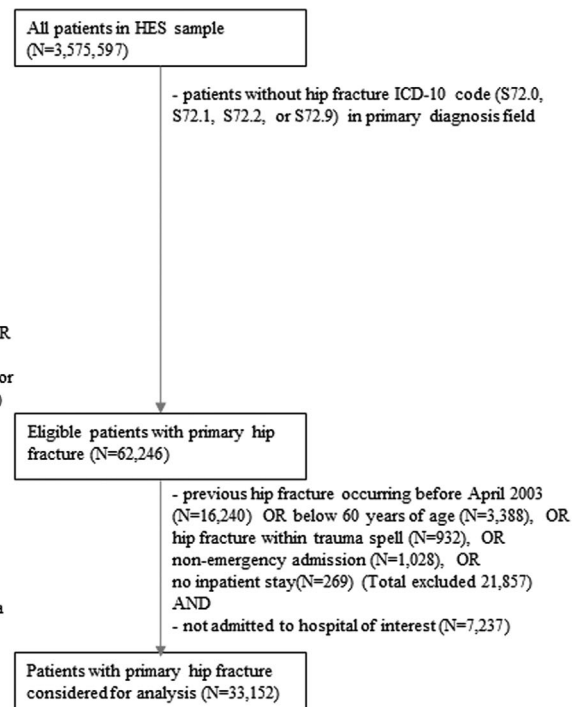 All patients in HES sample
(N=3,575,597)
- patients without hip fracture ICD-10 code (S72.0,
S72.1, S72.2, or S72.9) in primary diagnosis field
R
or
)
Eligible patients with primary hip
fracture (N=62,246)
- previous hip fracture occurring before April 2003
(N=16,240) OR below 60 years of age (N=3,388), OR
hip fracture within trauma spell (N=932), OR
non-emergency admission (N=1,028), OR
no inpatient stay(N=269) (Total excluded 21,857)
AND
- not admitted to hospital of interest (N=7,237)
Patients with primary hip fracture
considered for analysis (N=33,152)